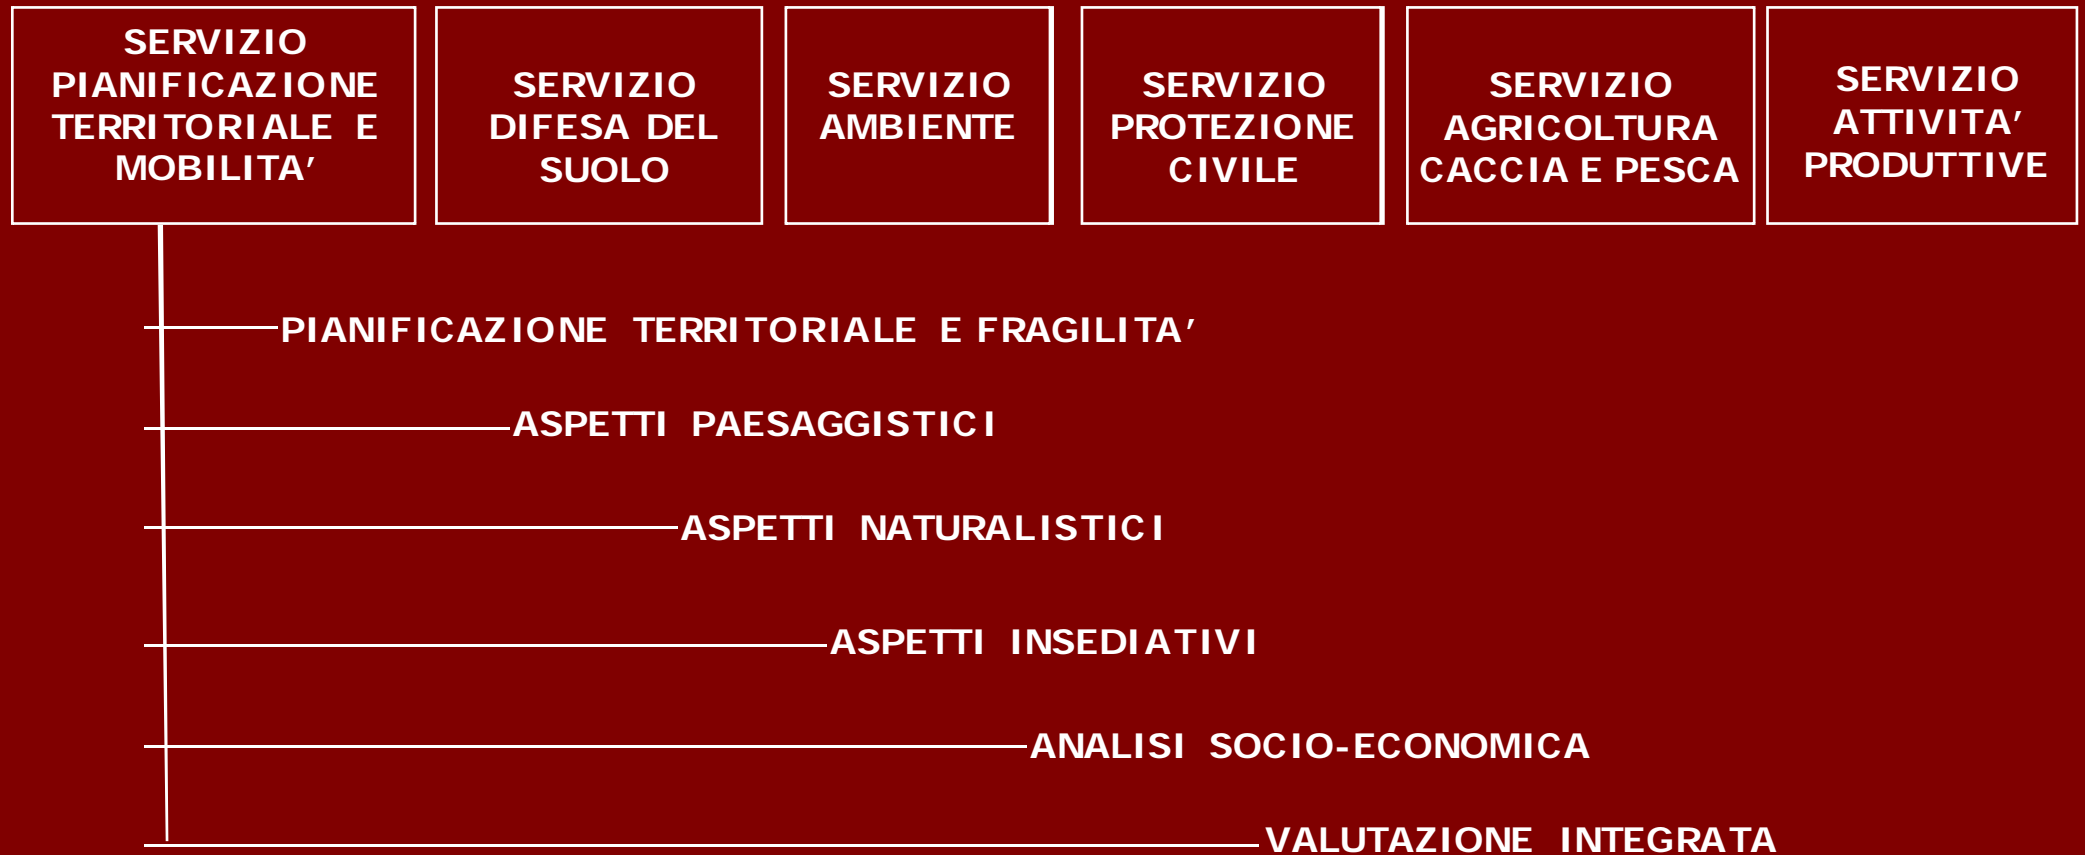 SERVIZIO
PIANIFICAZIONE
TERRITORIALE E
MOBILITA’
SERVIZIO
DIFESA DEL
SUOLO
SERVIZIO
AMBIENTE
SERVIZIO
PROTEZIONE
CIVILE
SERVIZIO
AGRICOLTURA
CACCIA E PESCA
SERVIZIO
ATTIVITA’
PRODUTTIVE
PIANIFICAZIONE TERRITORIALE E FRAGILITA’
ASPETTI PAESAGGISTICI
ASPETTI NATURALISTICI
ASPETTI INSEDIATIVI
ANALISI SOCIO-ECONOMICA
VALUTAZIONE INTEGRATA